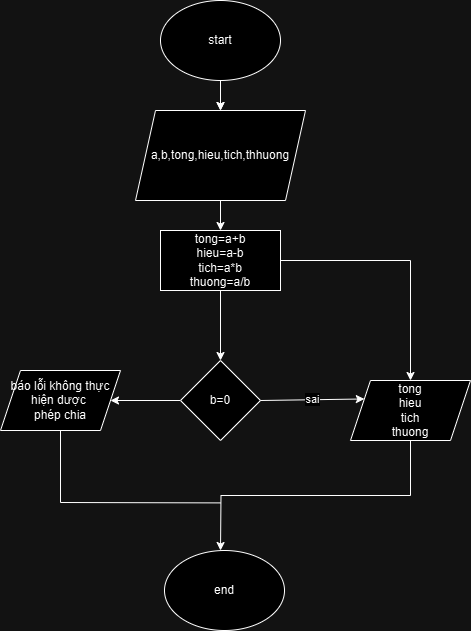 start
a,b,tong,hieu,tich,thhuong
tong=a+b
hieu=a-b
tich=a*b
thuong=a/b
báo lỗi không thực
hiện dược
phép chia
b=0
sai
tong
hieu
tich
thuong
end